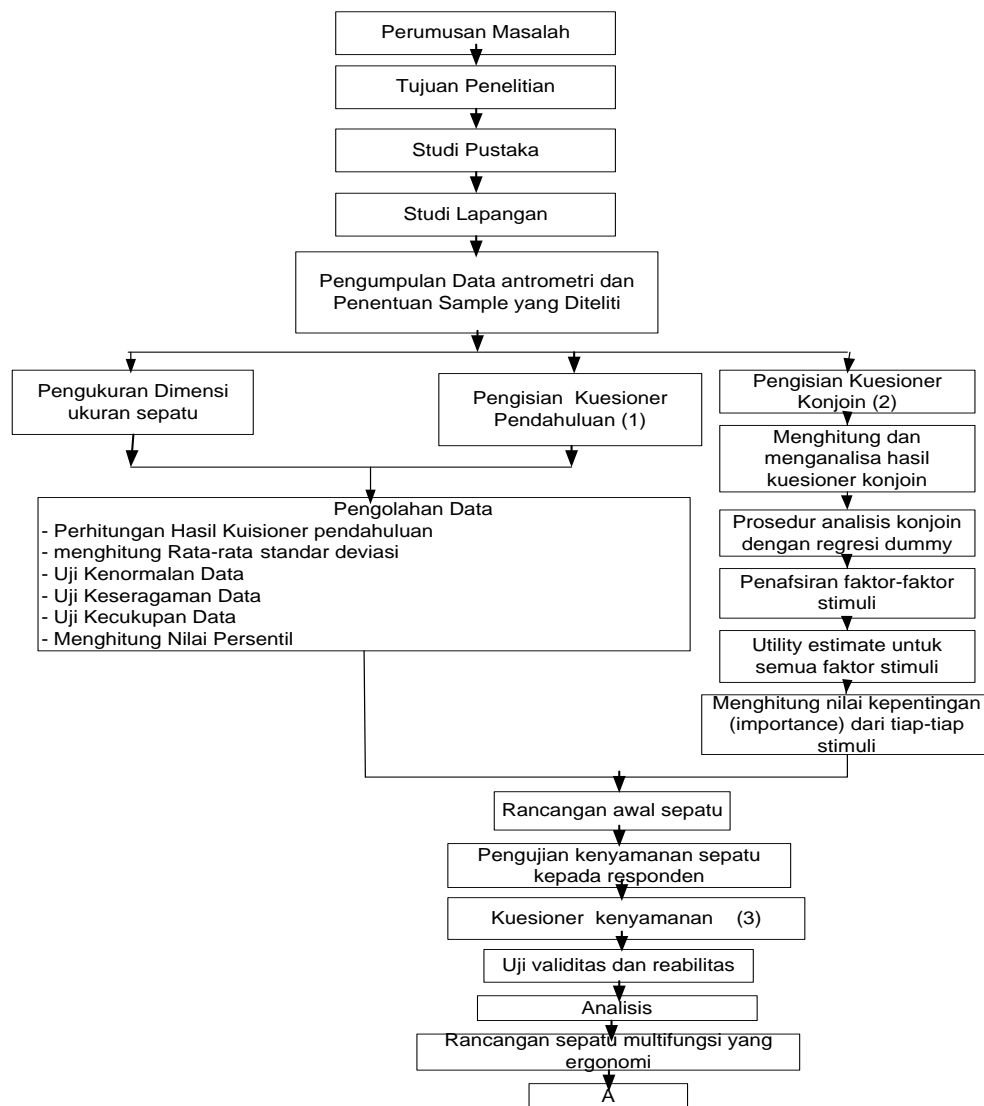 Perumusan Masalah
Tujuan Penelitian
Studi Pustaka
Studi Lapangan
Pengumpulan Data antrometri dan
Penentuan Sample yang Diteliti
Pengukuran Dimensi
ukuran sepatu
Pengisian Kuesioner
Pendahuluan (1)
Pengisian Kuesioner
Konjoin (2)
Menghitung dan
menganalisa hasil
kuesioner konjoin
Prosedur analisis konjoin
dengan regresi dummy
Penafsiran faktor-faktor
stimuli
Utility estimate untuk
semua faktor stimuli
Menghitung nilai kepentingan
(importance) dari tiap-tiap
stimuli
Pengolahan Data
- Perhitungan Hasil Kuisioner pendahuluan
- menghitung Rata-rata standar deviasi
- Uji Kenormalan Data
- Uji Keseragaman Data
- Uji Kecukupan Data
- Menghitung Nilai Persentil
Rancangan awal sepatu
Pengujian kenyamanan sepatu
kepada responden
Kuesioner kenyamanan (3)
Uji validitas dan reabilitas
Analisis
Rancangan sepatu multifungsi yang
ergonomi
A